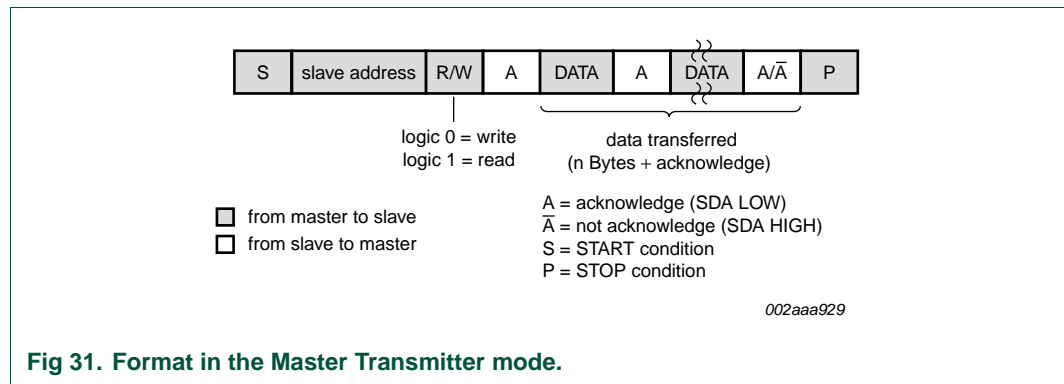 S slave address R/W A DATA A DATA A/A̅ P
logic 0 = write
logic 1 = read
data transferred
(n Bytes + acknowledge)
from master to slave
from slave to master
A = acknowledge (SDA LOW)
A̅ = not acknowledge (SDA HIGH)
S = START condition
P = STOP condition
002aaa929
Fig 31. Format in the Master Transmitter mode.